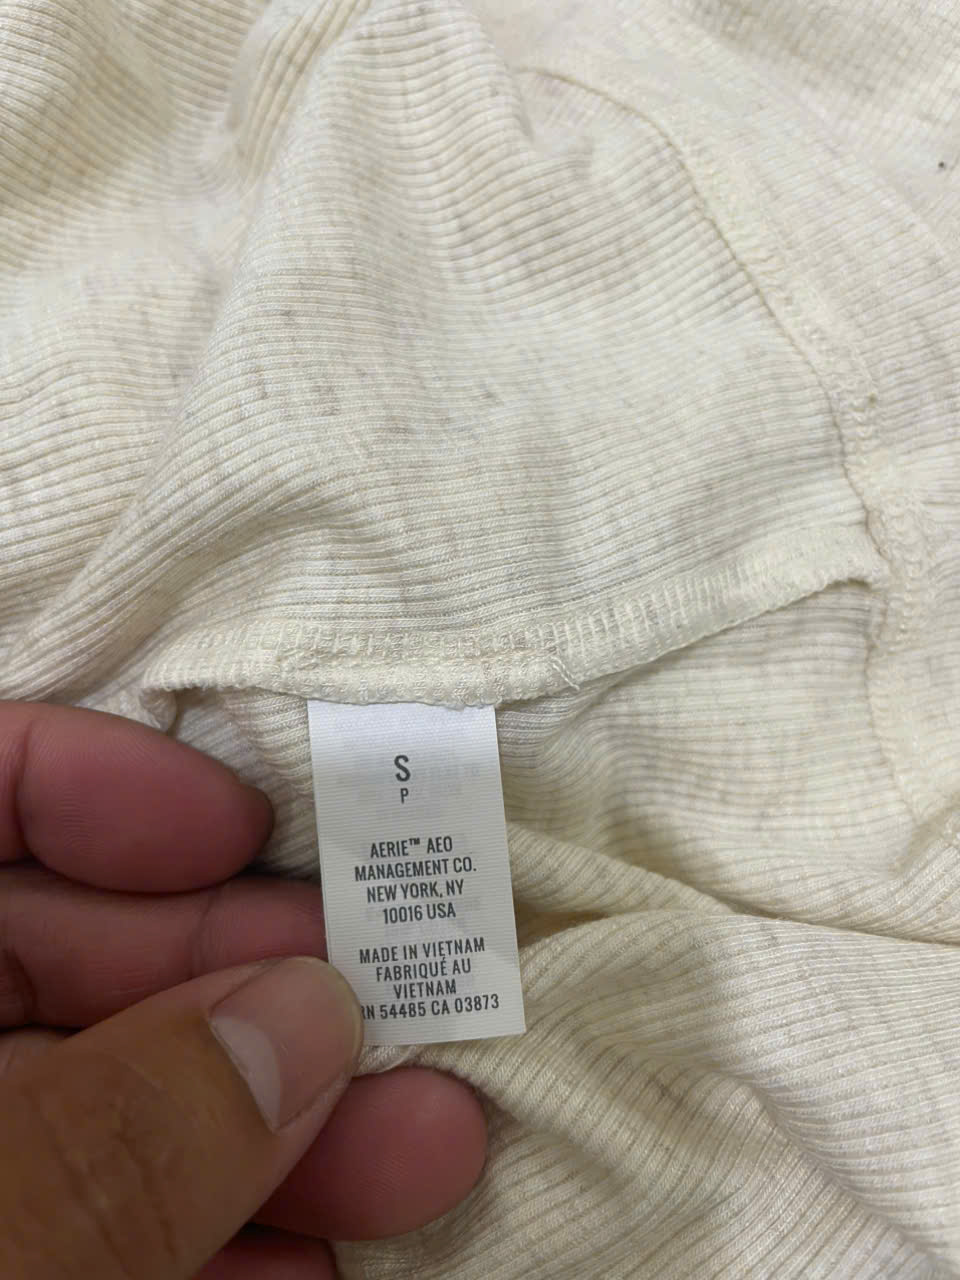 S
P
AERIE™ AEO
MANAGEMENT CO.
NEW YORK, NY
10016 USA
MADE IN VIETNAM
FABRIQUÉ AU
VIETNAM
RN 54485 CA 03873